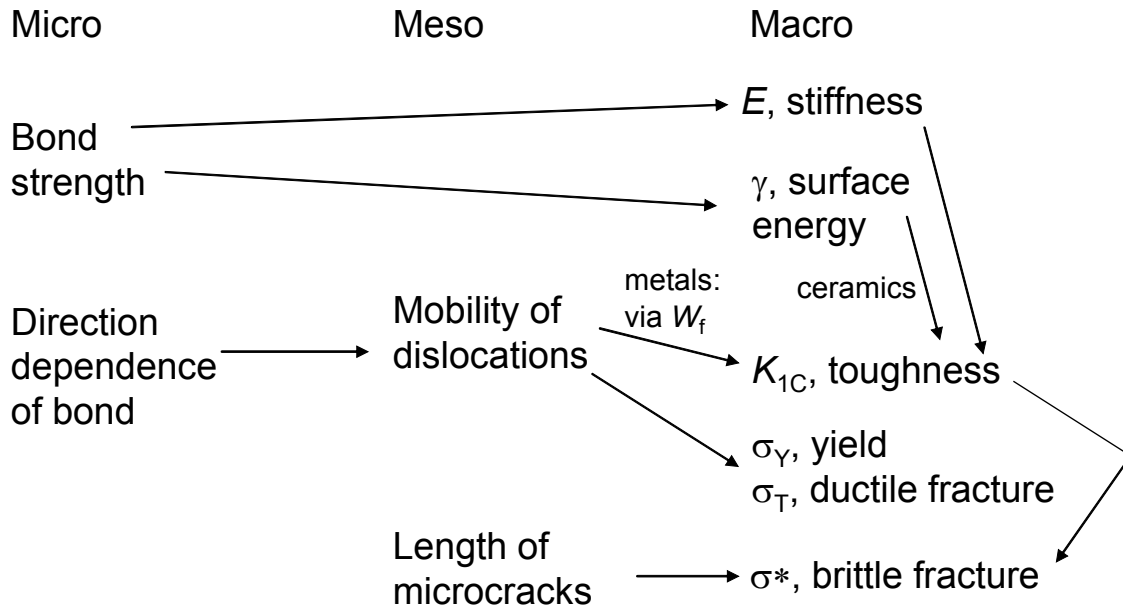 Micro
Meso
Macro
E, stiffness
Bond
strength
γ, surface
energy
metals:
via Wf
ceramics
Direction
dependence
of bond
Mobility of
dislocations
K1C, toughness
σY, yield
σT, ductile fracture
Length of
microcracks
σ*, brittle fracture